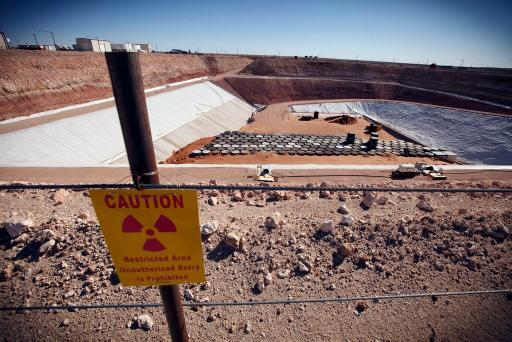 CAUTION
Restricted Area
Unauthorized Entry
is Prohibited